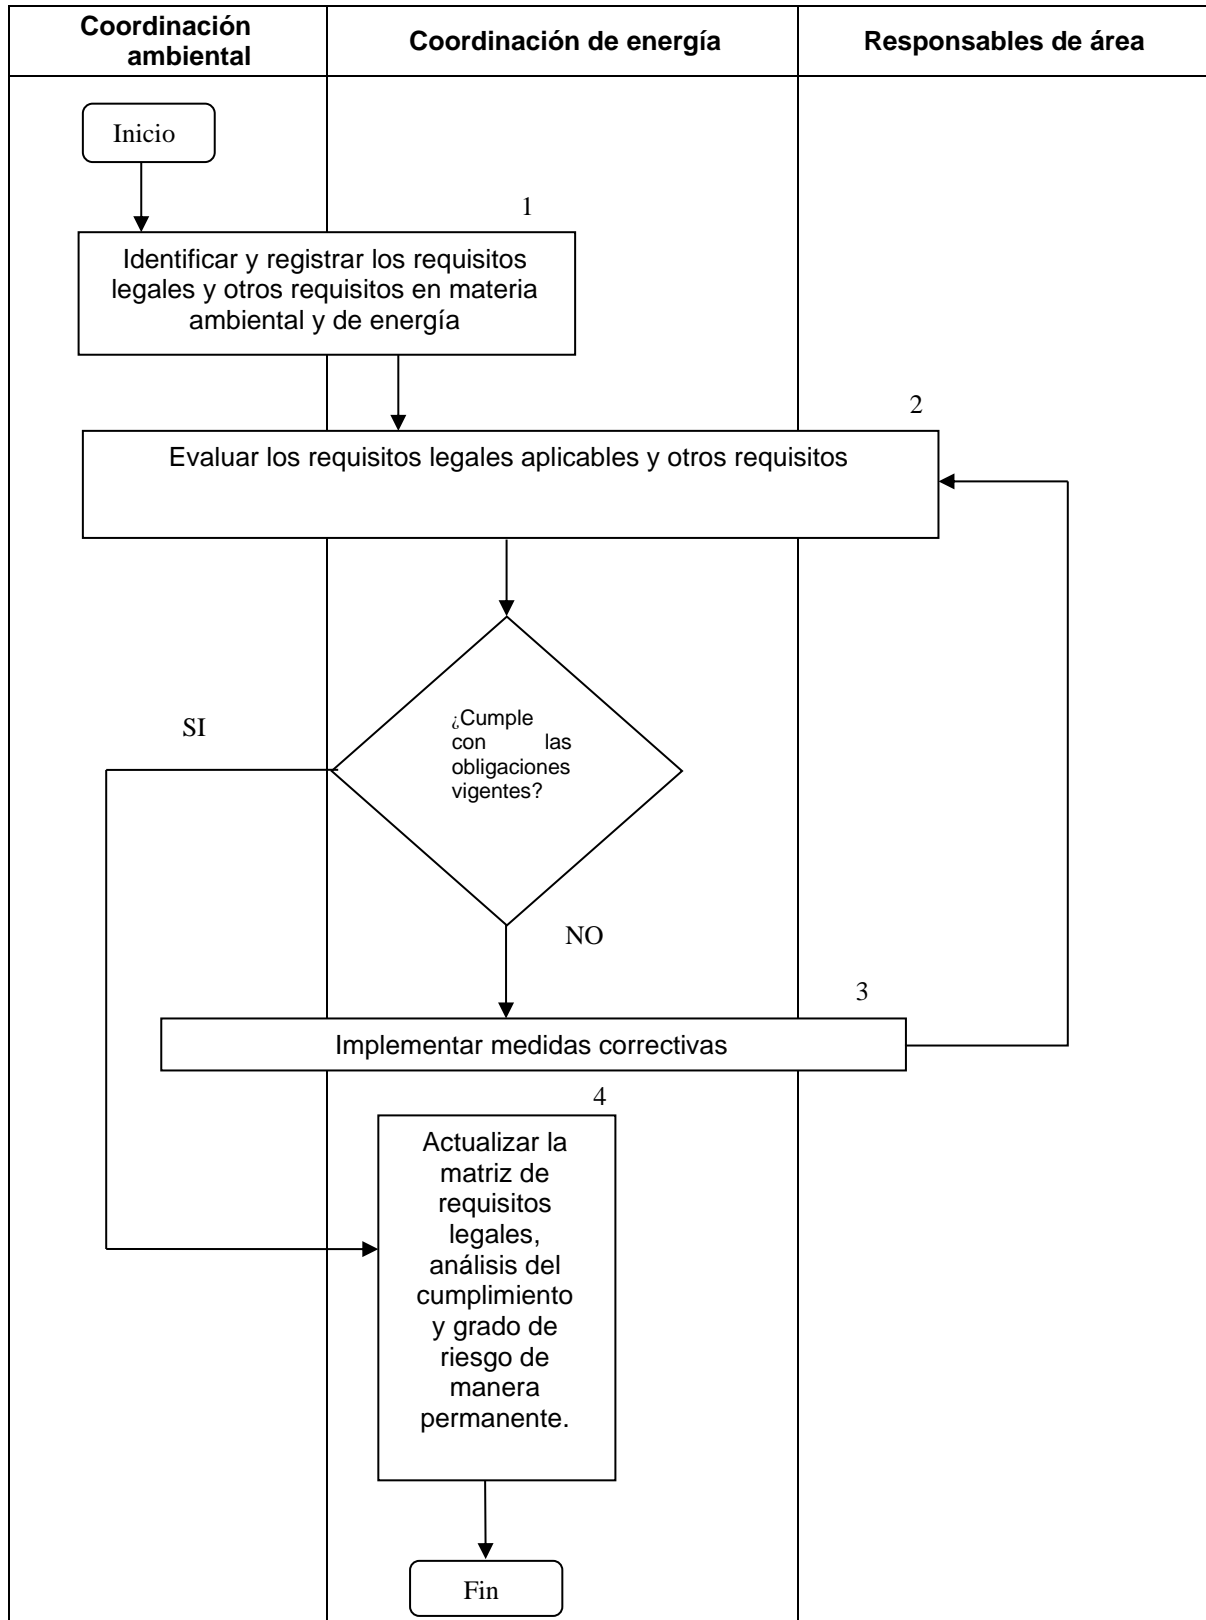 Coordinación
ambiental
Coordinación de energía
Responsables de área
Inicio
1
Identificar y registrar los requisitos
legales y otros requisitos en materia
ambiental y de energía
2
Evaluar los requisitos legales aplicables y otros requisitos
SI
¿Cumple
con las
obligaciones
vigentes?
NO
3
Implementar medidas correctivas
4
Actualizar la
matriz de
requisitos
legales,
análisis del
cumplimiento
y grado de
riesgo de
manera
permanente.
Fin